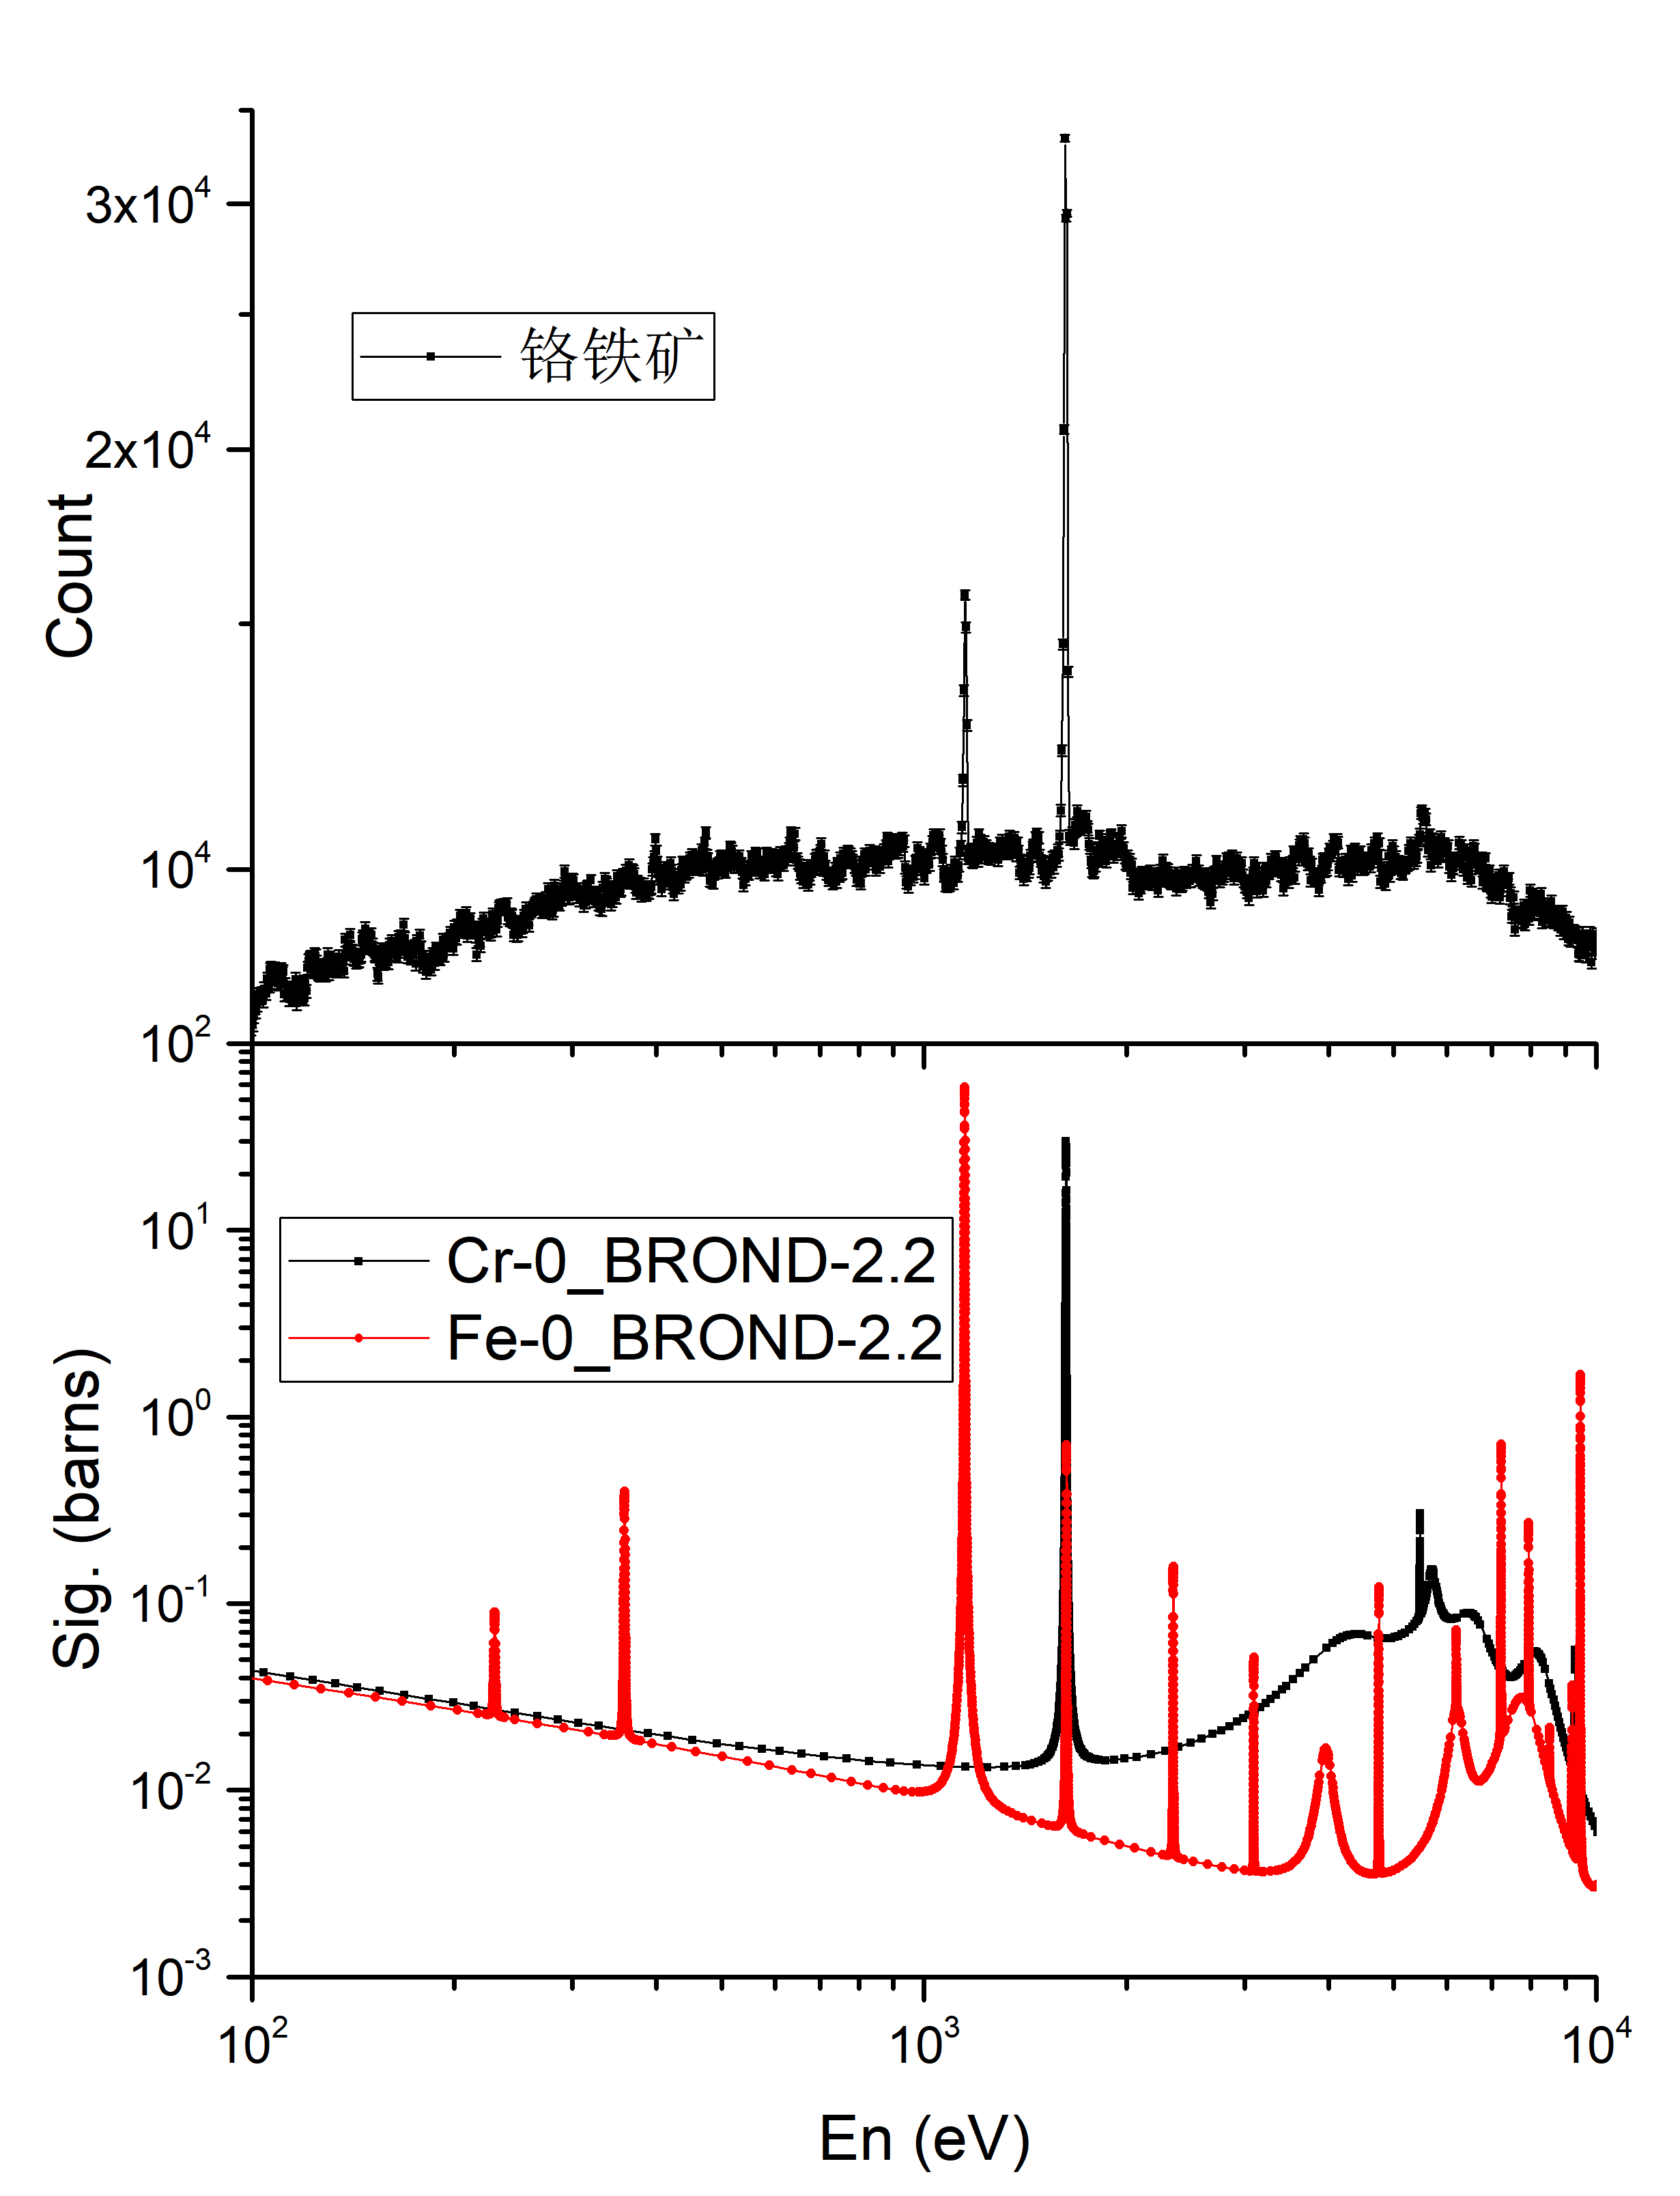 3x10⁴
2x10⁴
10⁴
Count
铬铁矿
10²
10¹
10⁰
10⁻¹
10⁻²
10⁻³
Sig. (barns)
Cr-0_BROND-2.2
Fe-0_BROND-2.2
10² 10³ 10⁴
En (eV)